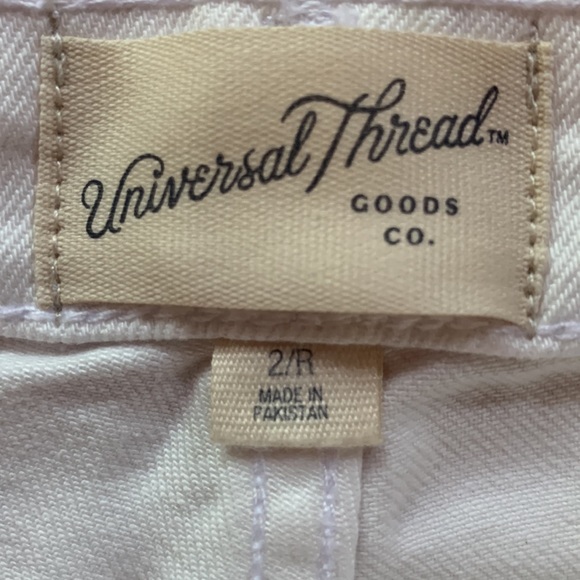 Universal Thread™
GOODS
CO.
2/R
MADE IN
PAKISTAN